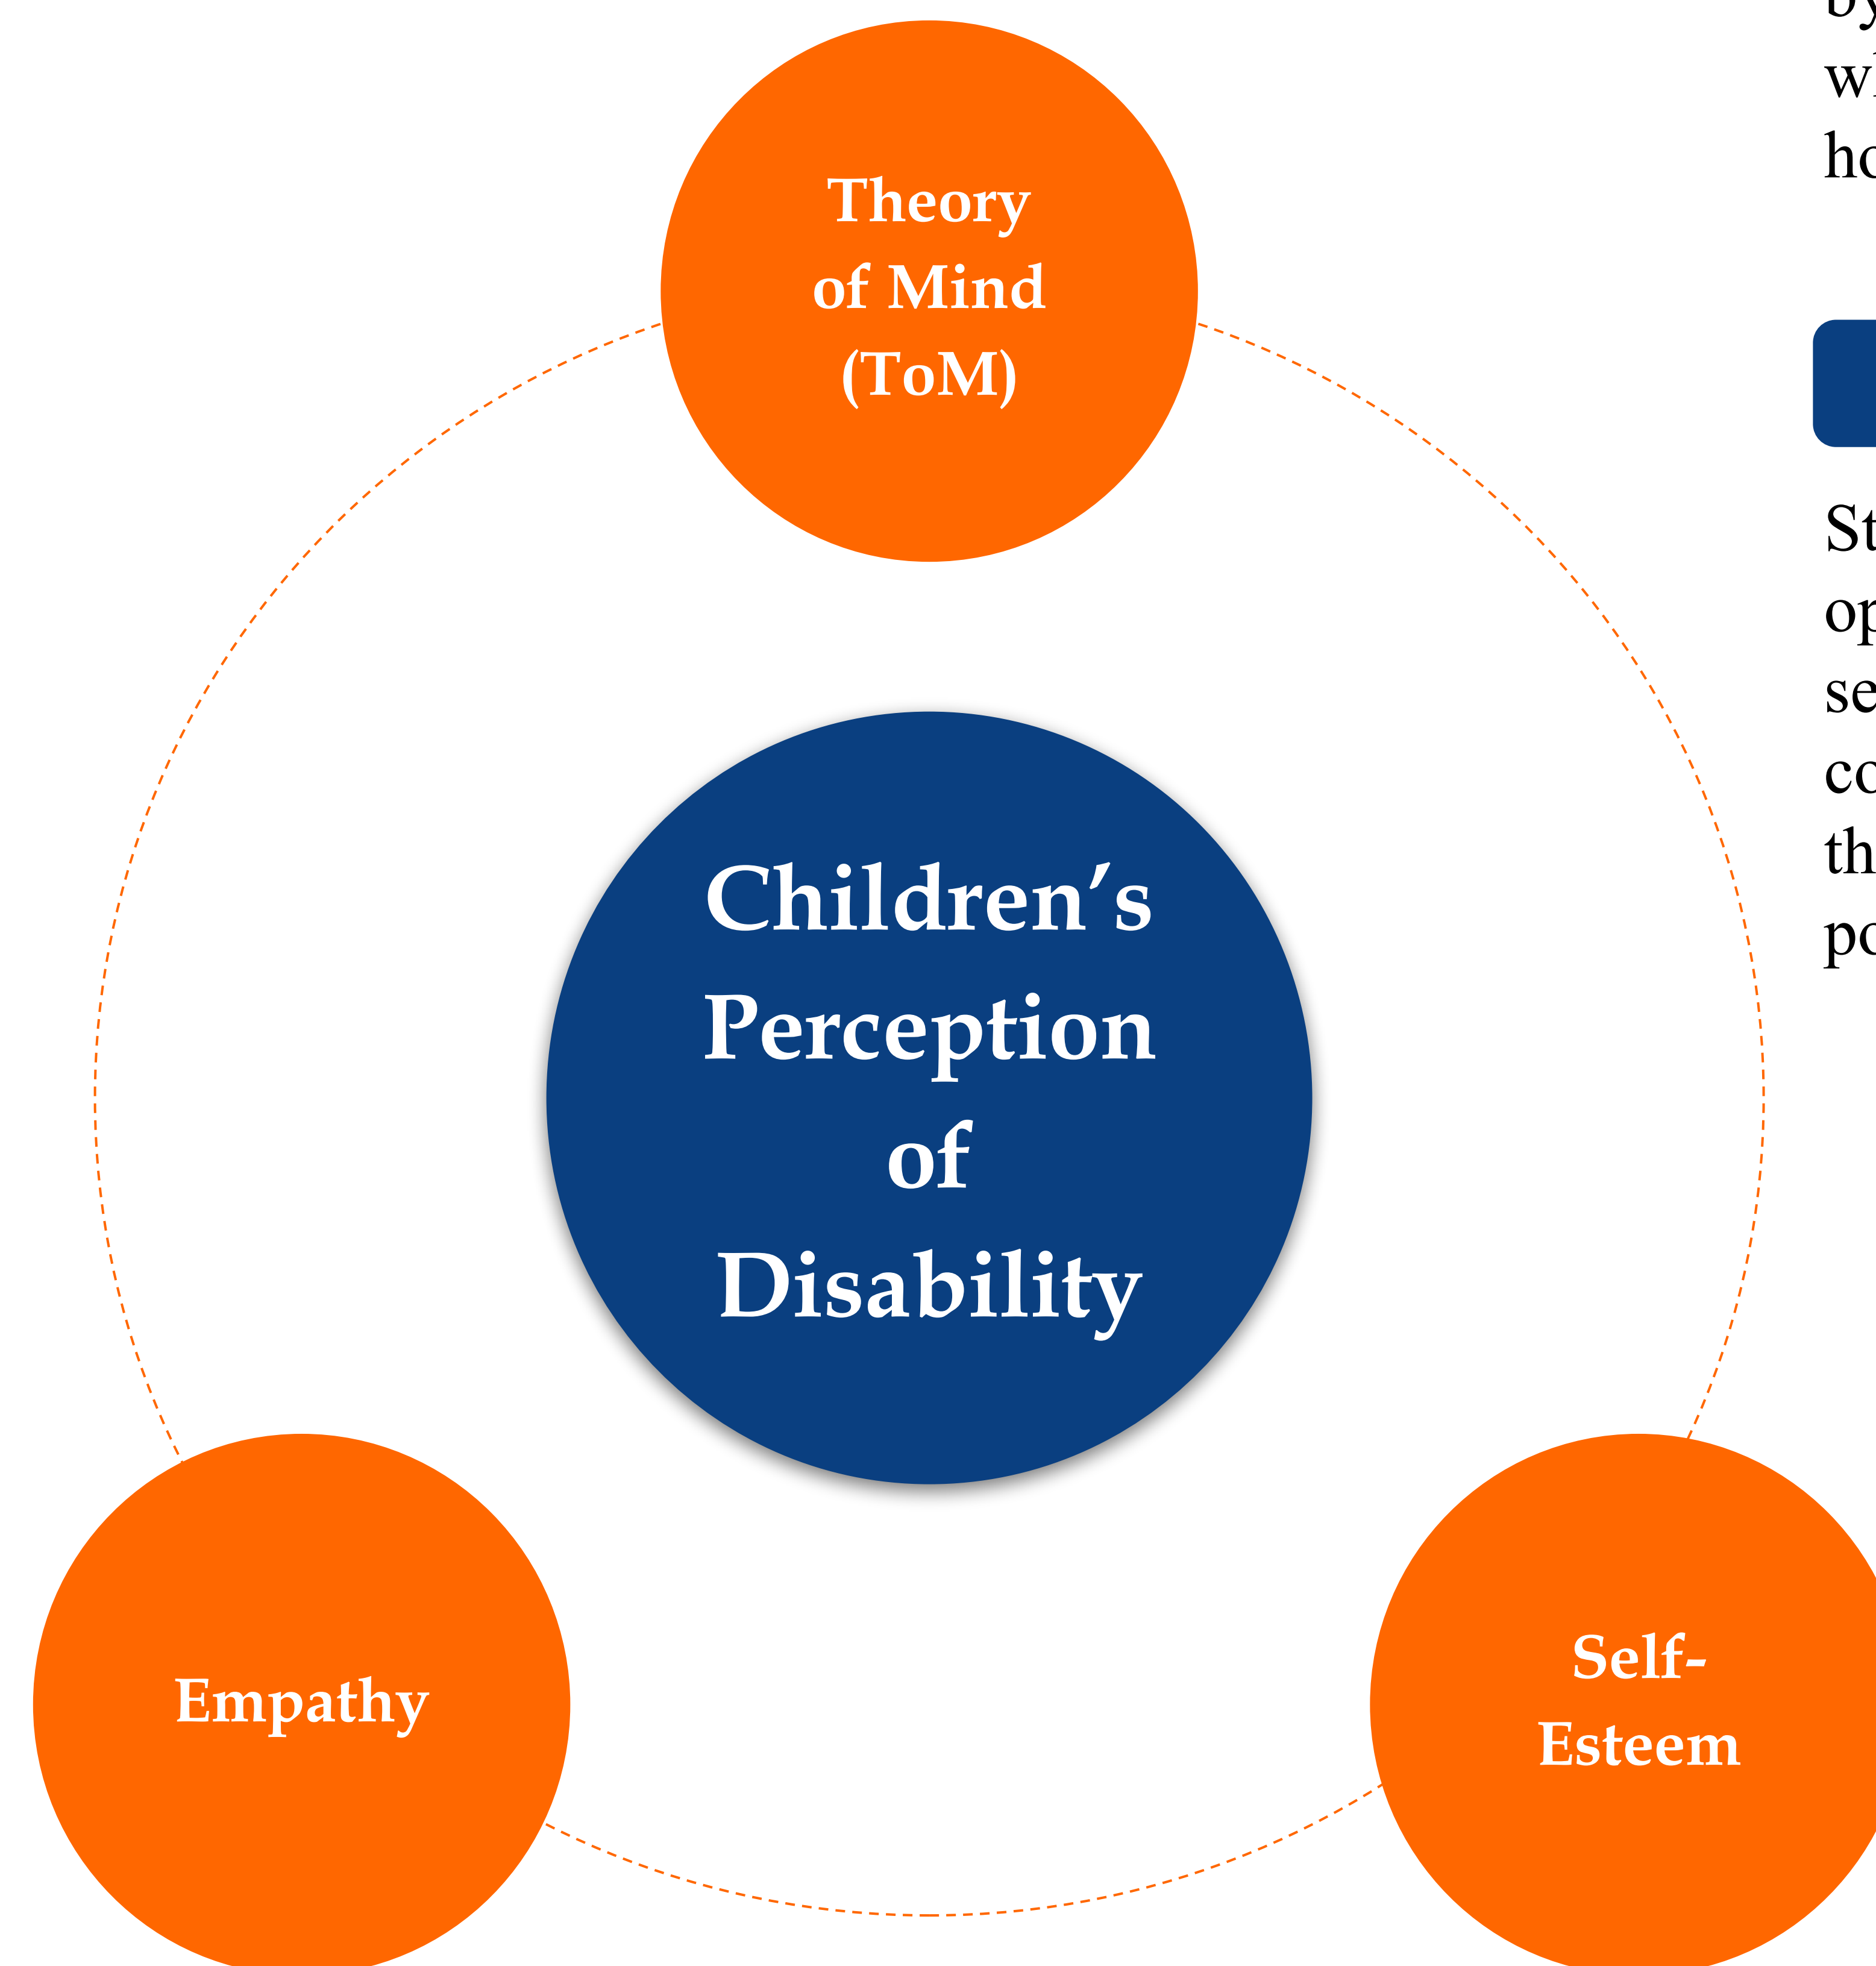 Theory
of Mind
(ToM)
Children’s
Perception
of
Disability
Empathy
Self-
Esteem